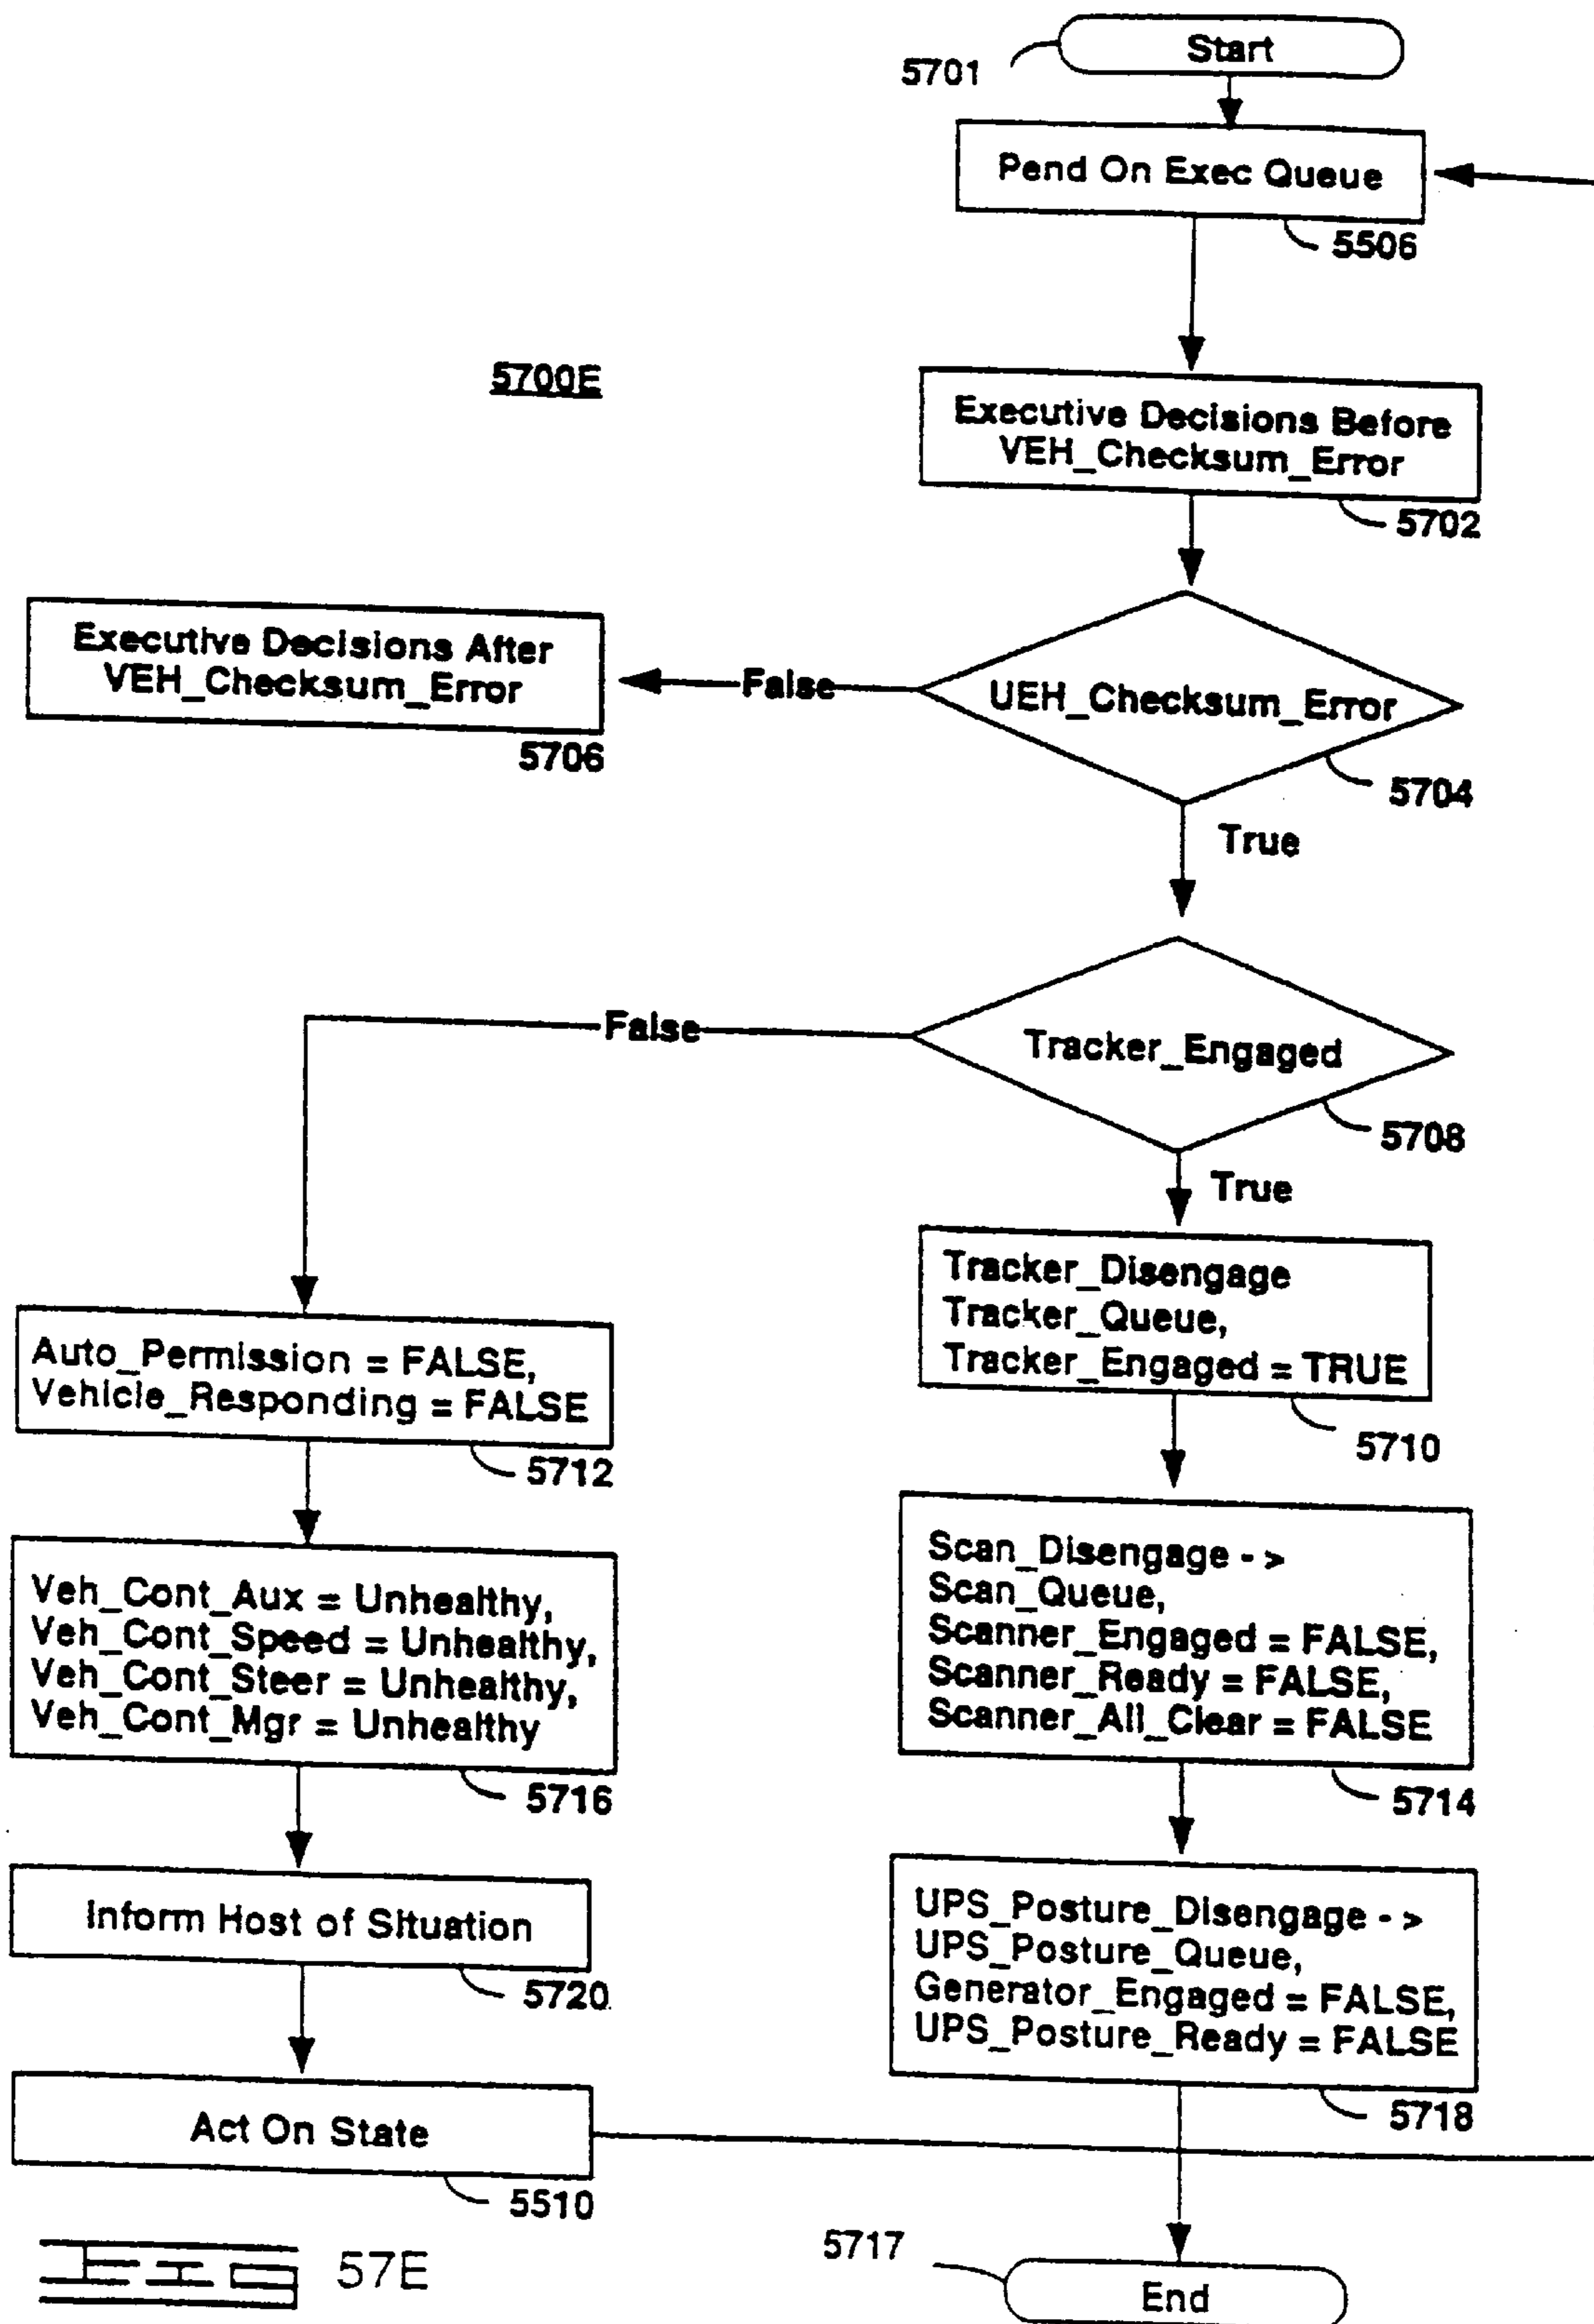 Start
5701
Pend On Exec Queue
5506
5700E
Executive Decisions Before
VEH_Checksum_Error
5702
Executive Decisions After
VEH_Checksum_Error
5706
False
UEH_Checksum_Error
5704
True
False
Tracker_Engaged
5708
True
Tracker_Disengage
Tracker_Queue,
Tracker_Engaged = TRUE
5710
Auto_Permission = FALSE,
Vehicle_Responding = FALSE
5712
Scan_Disengage - >
Scan_Queue,
Scanner_Engaged = FALSE,
Scanner_Ready = FALSE,
Scanner_All_Clear = FALSE
5714
Veh_Cont_Aux = Unhealthy,
Veh_Cont_Speed = Unhealthy,
Veh_Cont_Steer = Unhealthy,
Veh_Cont_Mgr = Unhealthy
5716
UPS_Posture_Disengage - >
UPS_Posture_Queue,
Generator_Engaged = FALSE,
UPS_Posture_Ready = FALSE
5718
Inform Host of Situation
5720
Act On State
5510
5717
End
FIG 57E